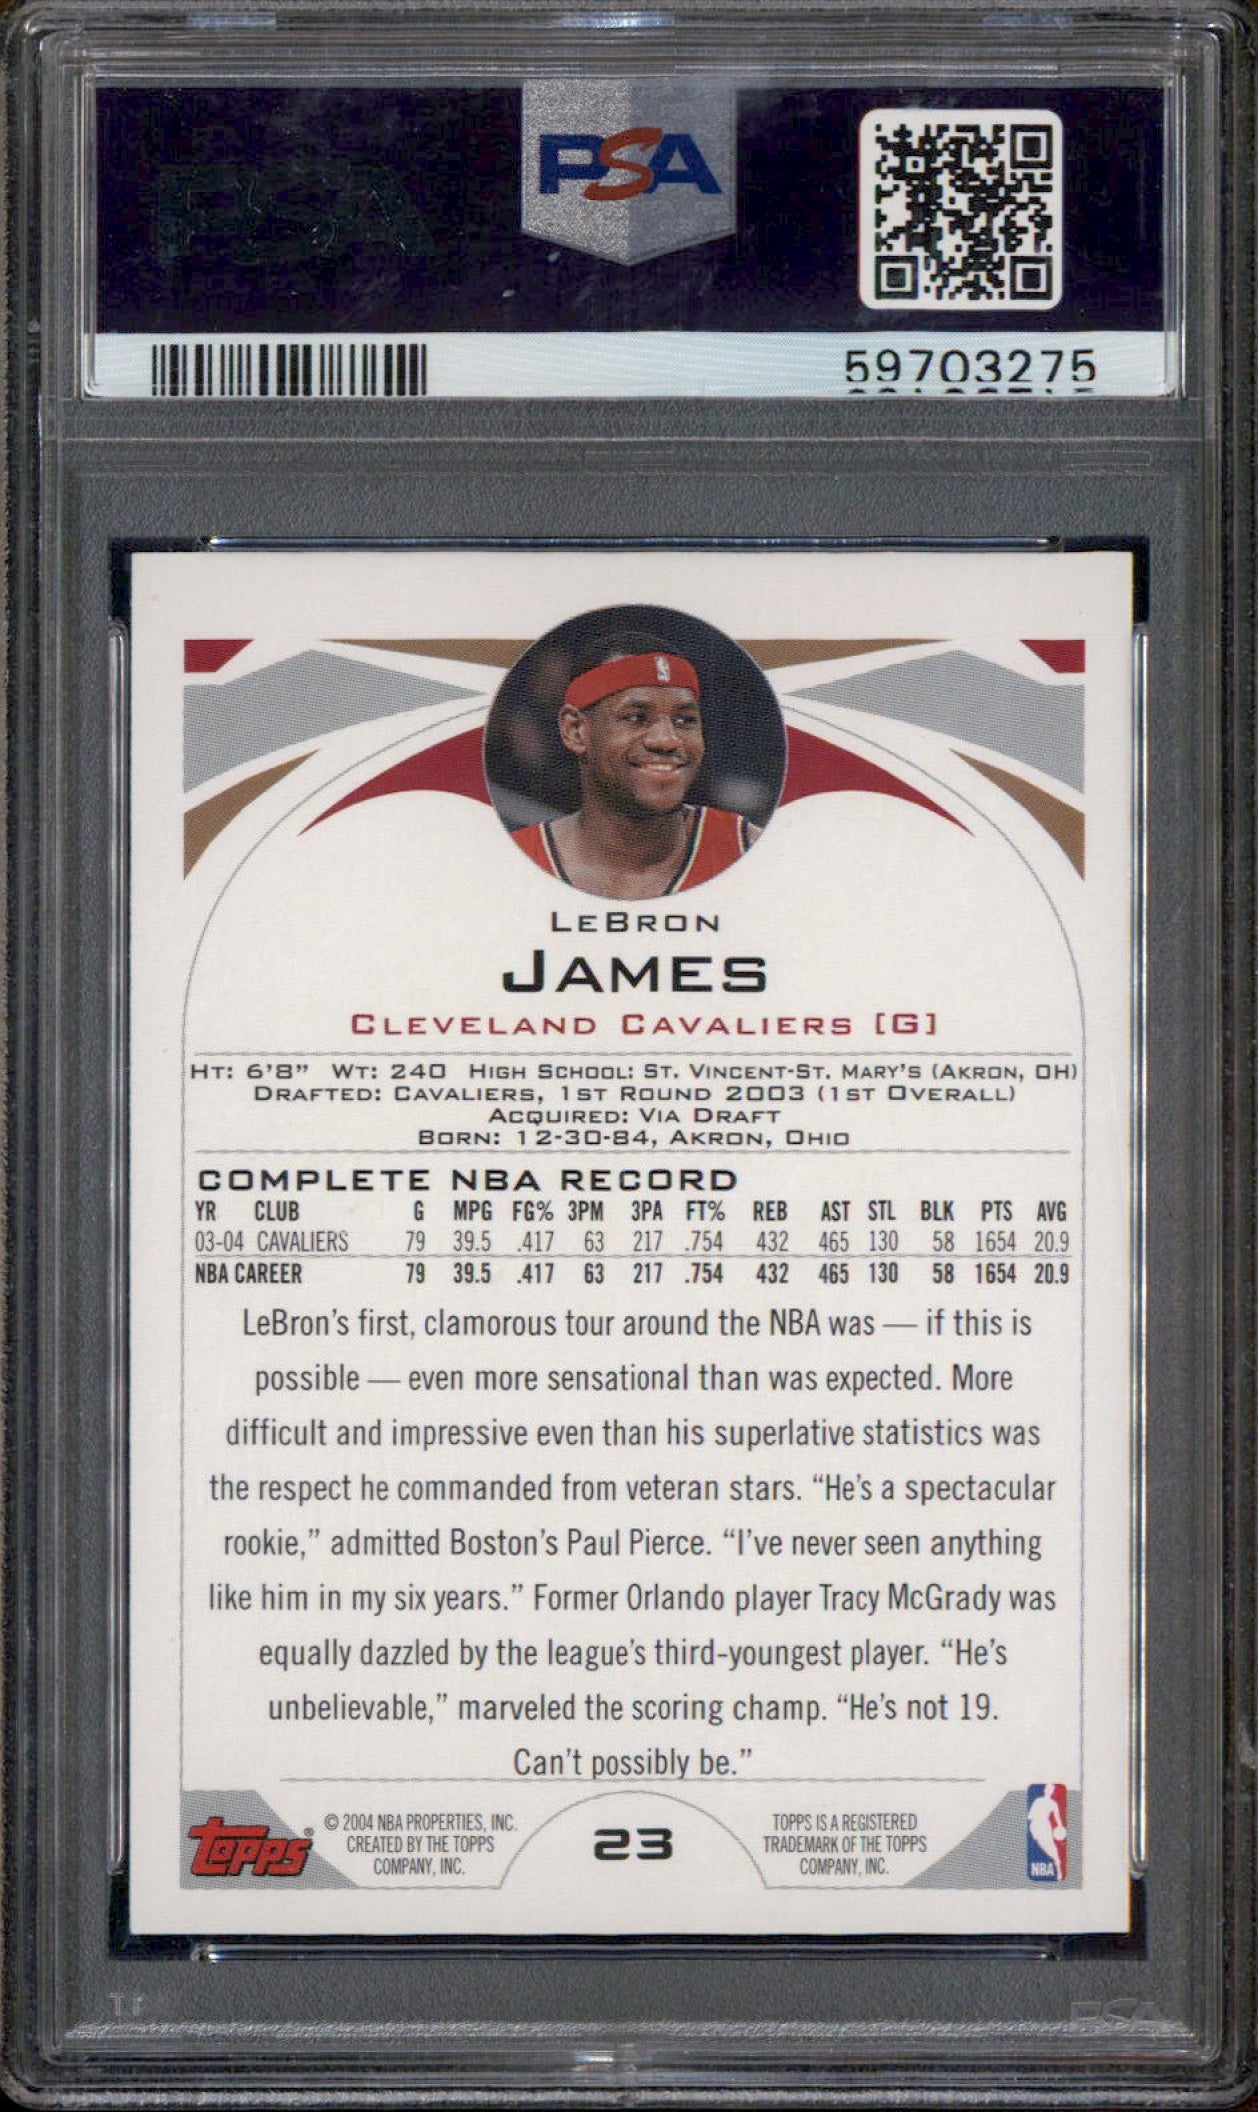 PSA
PSA
59703275
LeBron
James
Cleveland Cavaliers [G]
Ht: 6'8” Wt: 240 High School: St. Vincent-St. Mary's (Akron, OH)
Drafted: Cavaliers, 1st Round 2003 (1st Overall)
Acquired: Via Draft
Born: 12-30-84, Akron, Ohio
COMPLETE NBA RECORD
YR CLUB G MPG FG% 3PM 3PA FT% REB AST STL BLK PTS AVG
03-04 CAVALIERS 79 39.5 .417 63 217 .754 432 465 130 58 1654 20.9
NBA CAREER 79 39.5 .417 63 217 .754 432 465 130 58 1654 20.9
LeBron's first, clamorous tour around the NBA was — if this is
possible — even more sensational than was expected. More
difficult and impressive even than his superlative statistics was
the respect he commanded from veteran stars. “He's a spectacular
rookie,” admitted Boston's Paul Pierce. “I've never seen anything
like him in my six years.” Former Orlando player Tracy McGrady was
equally dazzled by the league's third-youngest player. “He's
unbelievable,” marveled the scoring champ. “He's not 19.
Can't possibly be.”
Topps®
© 2004 NBA PROPERTIES, INC.
CREATED BY THE TOPPS
COMPANY, INC.
23
TOPPS IS A REGISTERED
TRADEMARK OF THE TOPPS
COMPANY, INC.
NBA
PSA